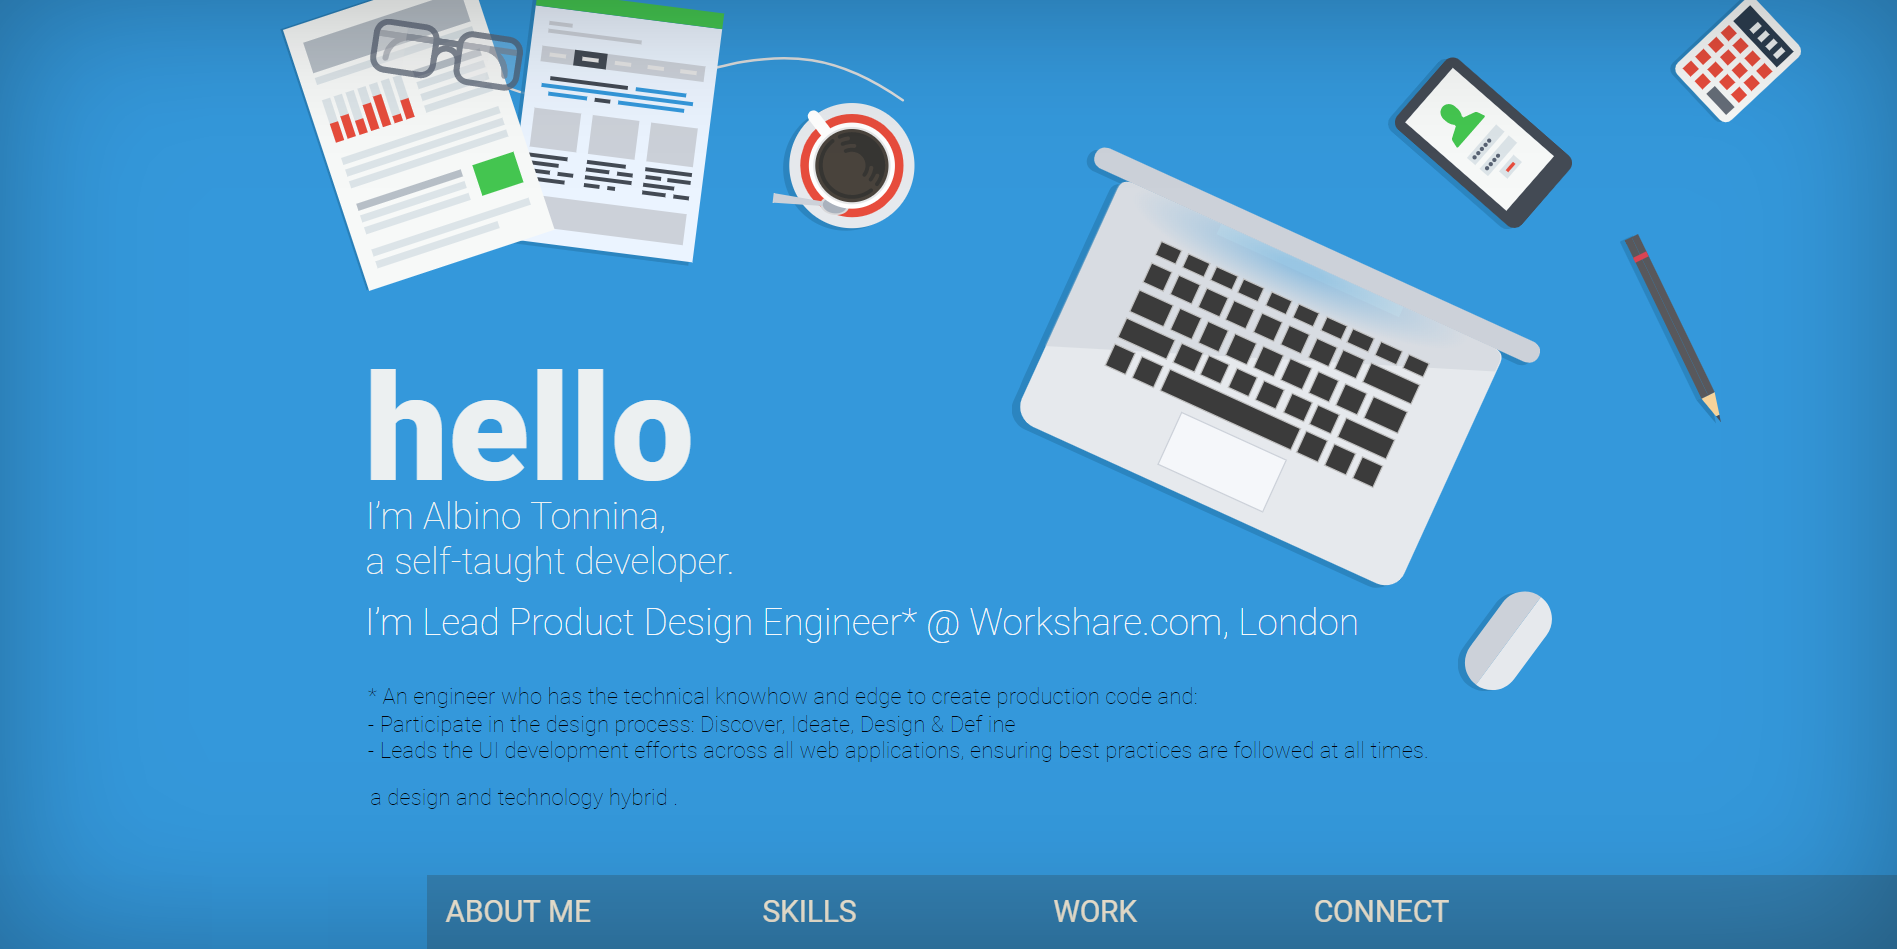 hello
I'm Albino Tonnina,
a self-taught developer.
I'm Lead Product Design Engineer* @ Workshare.com, London
* An engineer who has the technical knowhow and edge to create production code and:
- Participate in the design process: Discover, Ideate, Design & Def ine
- Leads the UI development efforts across all web applications, ensuring best practices are followed at all times.
a design and technology hybrid .
ABOUT ME SKILLS WORK CONNECT